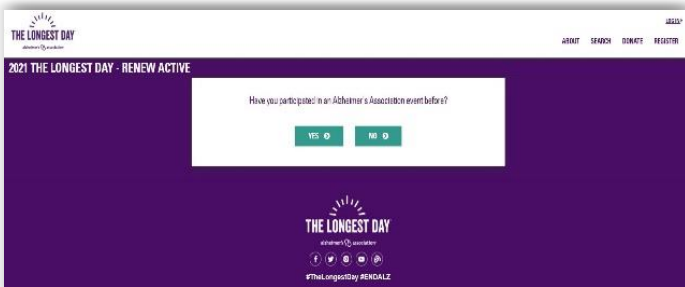 LOGIN
THE LONGEST DAY
alzheimer's association
ABOUT SEARCH DONATE REGISTER
2021 THE LONGEST DAY - RENEW ACTIVE
Have you participated in an Alzheimer's Association event before?
YES
NO
THE LONGEST DAY
alzheimer's association
#TheLongestDay #ENDALZ